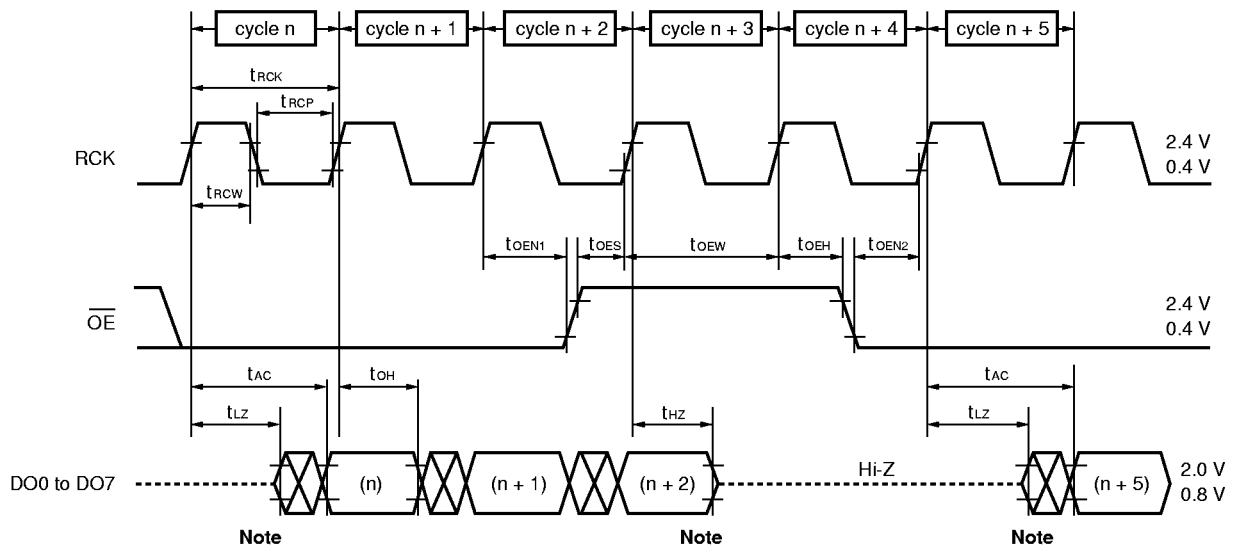 cycle n cycle n + 1 cycle n + 2 cycle n + 3 cycle n + 4 cycle n + 5
tRCK
tRCP
RCK
2.4 V
0.4 V
tRCW
tOEN1 tOES tOEW tOEH tOEN2
OE
2.4 V
0.4 V
tAC tOH tAC
tLZ tHZ tLZ
DO0 to DO7 (n) (n + 1) (n + 2) Hi-Z (n + 5)
2.0 V
0.8 V
Note Note Note